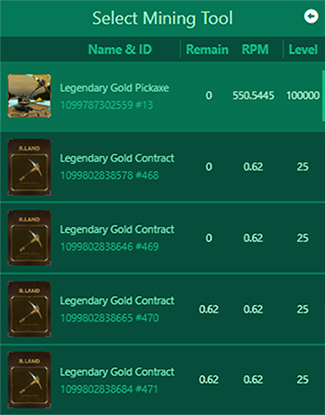 Select Mining Tool
Name & ID Remain RPM Level
Legendary Gold Pickaxe
1099787302559 #13
0 550.5445 100000
R.LAND
Legendary Gold Contract
1099802838578 #468
0 0.62 25
R.LAND
Legendary Gold Contract
1099802838646 #469
0 0.62 25
R.LAND
Legendary Gold Contract
1099802838665 #470
0.62 0.62 25
R.LAND
Legendary Gold Contract
1099802838684 #471
0.62 0.62 25